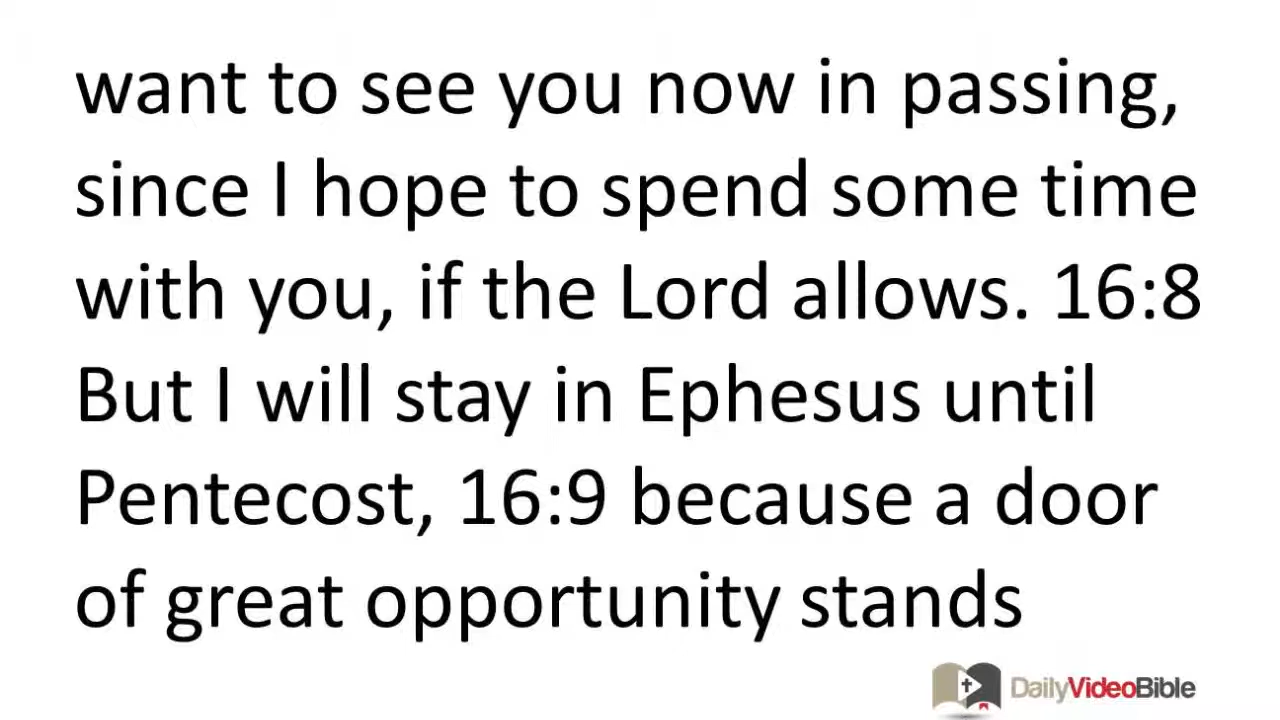 want to see you now in passing,
since I hope to spend some time
with you, if the Lord allows. 16:8
But I will stay in Ephesus until
Pentecost, 16:9 because a door
of great opportunity stands
DailyVideoBible